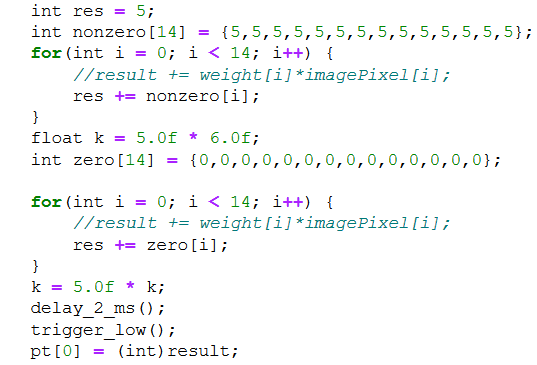 int res = 5;
int nonzero[14] = {5,5,5,5,5,5,5,5,5,5,5,5,5,5};
for(int i = 0; i < 14; i++) {
    //result += weight[i]*imagePixel[i];
    res += nonzero[i];
}
float k = 5.0f * 6.0f;
int zero[14] = {0,0,0,0,0,0,0,0,0,0,0,0,0,0};
for(int i = 0; i < 14; i++) {
    //result += weight[i]*imagePixel[i];
    res += zero[i];
}
k = 5.0f * k;
delay_2_ms();
trigger_low();
pt[0] = (int)result;